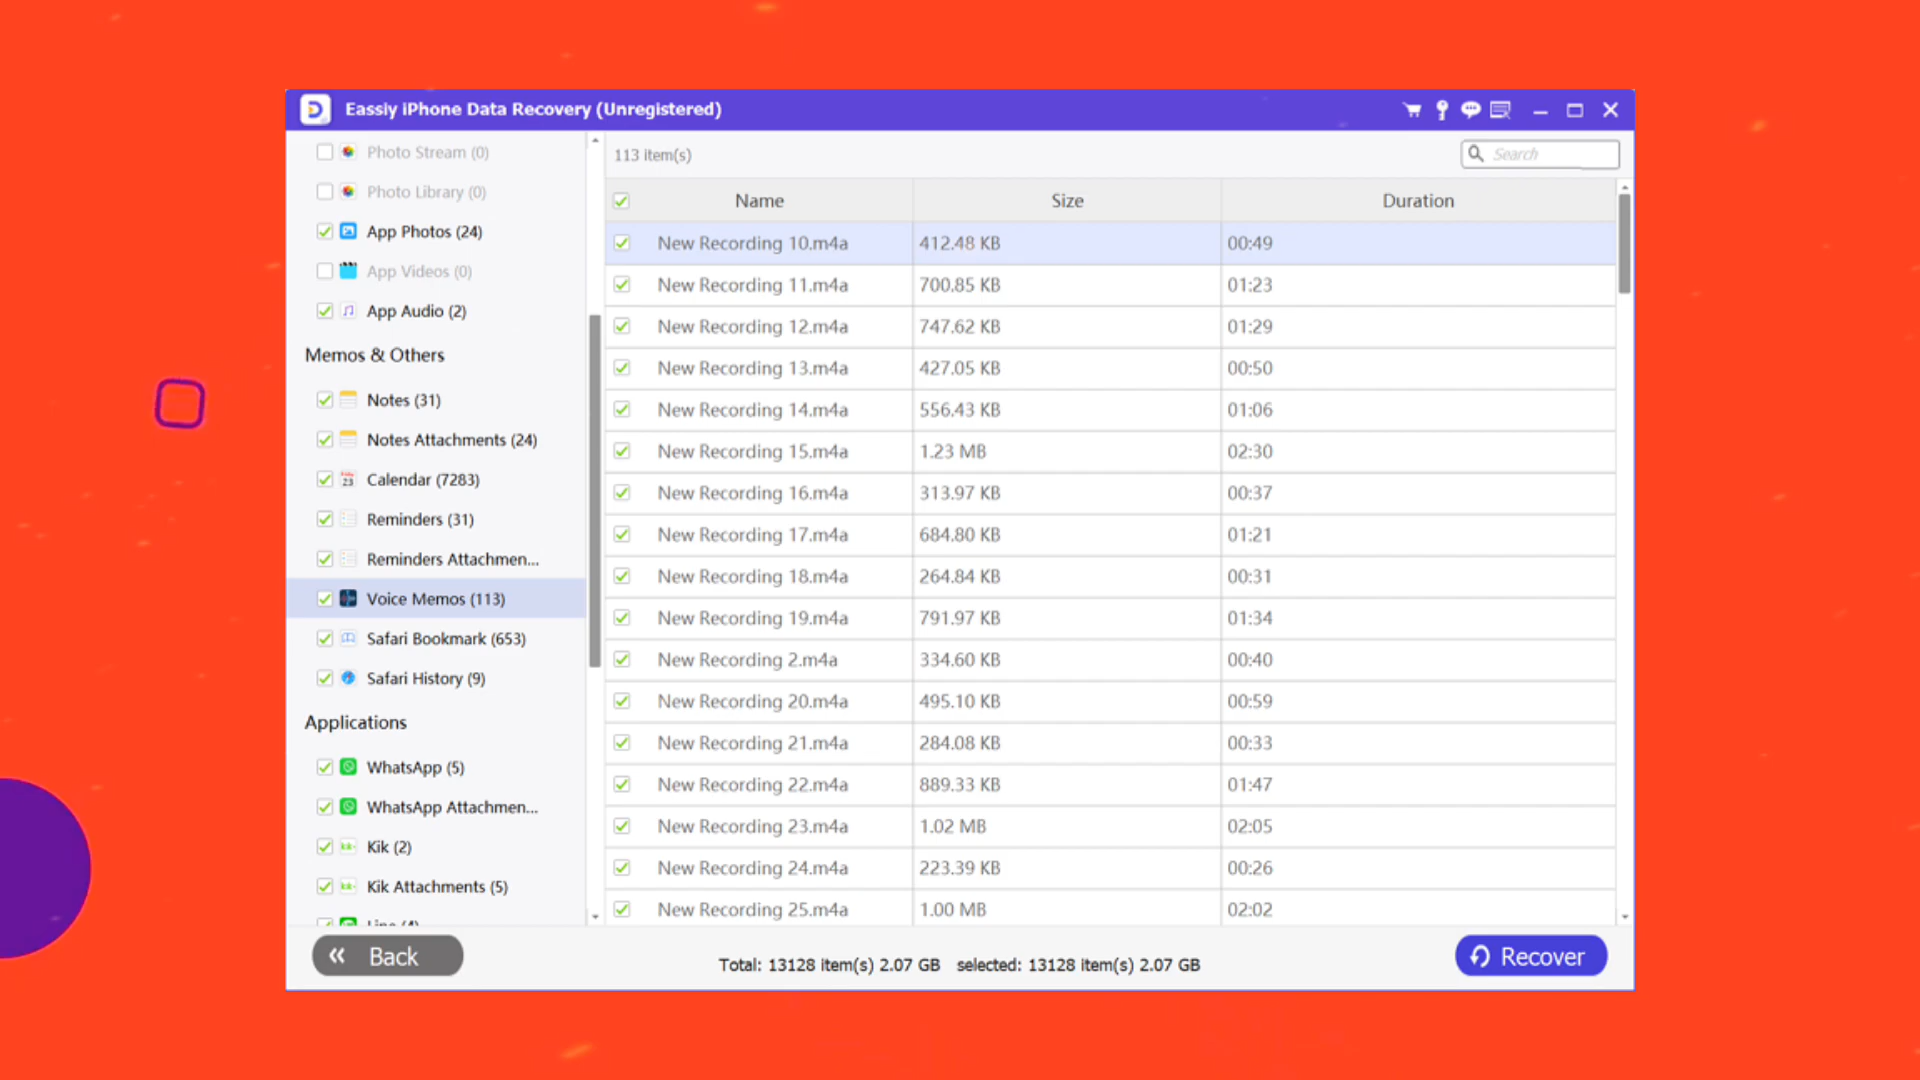 Eassiy iPhone Data Recovery (Unregistered)
Photo Stream (0)
Photo Library (0)
App Photos (24)
App Videos (0)
App Audio (2)
Memos & Others
Notes (31)
Notes Attachments (24)
Calendar (7283)
Reminders (31)
Reminders Attachmen...
Voice Memos (113)
Safari Bookmark (653)
Safari History (9)
Applications
WhatsApp (5)
WhatsApp Attachmen...
Kik (2)
Kik Attachments (5)
Line (4)
113 item(s)
Search
Name Size Duration
New Recording 10.m4a 412.48 KB 00:49
New Recording 11.m4a 700.85 KB 01:23
New Recording 12.m4a 747.62 KB 01:29
New Recording 13.m4a 427.05 KB 00:50
New Recording 14.m4a 556.43 KB 01:06
New Recording 15.m4a 1.23 MB 02:30
New Recording 16.m4a 313.97 KB 00:37
New Recording 17.m4a 684.80 KB 01:21
New Recording 18.m4a 264.84 KB 00:31
New Recording 19.m4a 791.97 KB 01:34
New Recording 2.m4a 334.60 KB 00:40
New Recording 20.m4a 495.10 KB 00:59
New Recording 21.m4a 284.08 KB 00:33
New Recording 22.m4a 889.33 KB 01:47
New Recording 23.m4a 1.02 MB 02:05
New Recording 24.m4a 223.39 KB 00:26
New Recording 25.m4a 1.00 MB 02:02
Back
Total: 13128 item(s) 2.07 GB selected: 13128 item(s) 2.07 GB
Recover